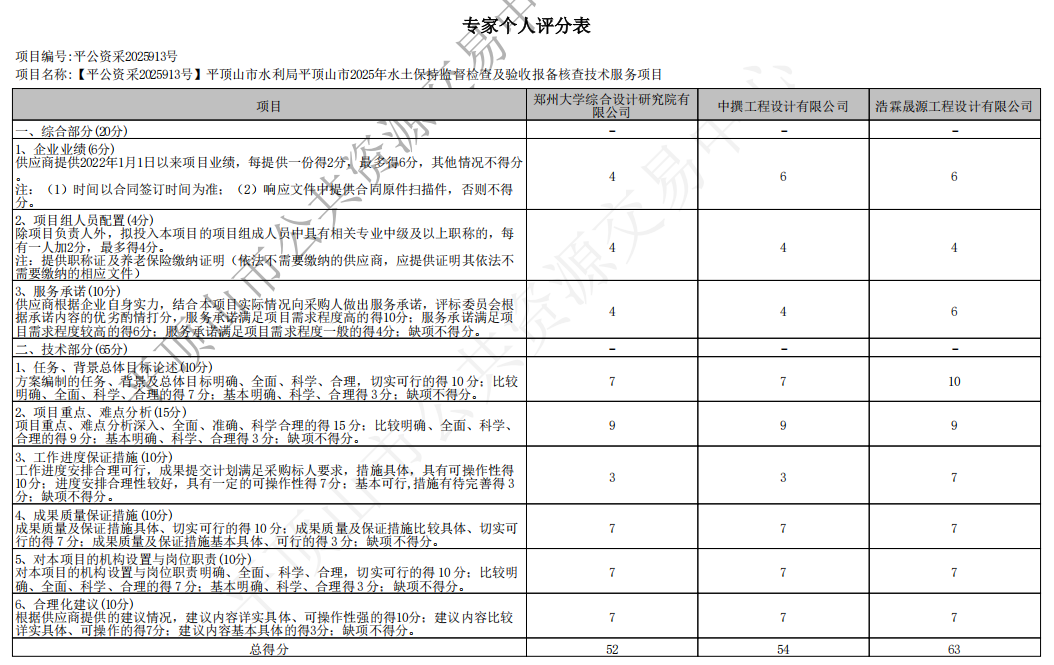 专家个人评分表
项目编号:平公资采2025913号
项目名称:【平公资采2025913号】平顶山市水利局平顶山市2025年水土保持监督检查及验收报备核查技术服务项目
项目 郑州大学综合设计研究院有限公司 中撰工程设计有限公司 浩霖晟源工程设计有限公司
一、综合部分(20分) - - -
1、企业业绩(6分)
供应商提供2022年1月1日以来项目业绩，每提供一份得2分，最多得6分，其他情况不得分
。
注：（1）时间以合同签订时间为准；（2）响应文件中提供合同原件扫描件，否则不得
分。
4 6 6
2、项目组人员配置(4分)
除项目负责人外，拟投入本项目的项目组成人员中具有相关专业中级及以上职称的，每
有一人加2分，最多得4分。
注：提供职称证及养老保险缴纳证明（依法不需要缴纳的供应商，应提供证明其依法不
需要缴纳的相应文件）
4 4 4
3、服务承诺(10分)
供应商根据企业自身实力，结合本项目实际情况向采购人做出服务承诺，评标委员会根
据承诺内容的优劣酌情打分，服务承诺满足项目需求程度高的得10分；服务承诺满足项
目需求程度较高的得6分；服务承诺满足项目需求程度一般的得4分；缺项不得分。
4 4 6
二、技术部分(65分) - - -
1、任务、背景总体目标论述(10分)
方案编制的任务、背景及总体目标明确、全面、科学、合理，切实可行的得 10 分；比较
明确、全面、科学、合理的得 7 分；基本明确、科学、合理得 3 分；缺项不得分。
7 7 10
2、项目重点、难点分析(15分)
项目重点、难点分析深入、全面、准确、科学合理的得 15 分；比较明确、全面、科学、
合理的得 9 分；基本明确、科学、合理得 3 分；缺项不得分。
9 9 9
3、工作进度保证措施(10分)
工作进度安排合理可行，成果提交计划满足采购标人要求，措施具体，具有可操作性得
10分；进度安排合理性较好，具有一定的可操作性得 7 分；基本可行,措施有待完善得 3
分；缺项不得分。
3 3 7
4、成果质量保证措施(10分)
成果质量及保证措施具体、切实可行的得 10 分；成果质量及保证措施比较具体、切实可
行的得 7 分；成果质量及保证措施基本具体、可行的得 3 分；缺项不得分。
7 7 7
5、对本项目的机构设置与岗位职责(10分)
对本项目的机构设置与岗位职责明确、全面、科学、合理，切实可行的得 10 分；比较明
确、全面、科学、合理的得 7 分；基本明确、科学、合理得 3 分；缺项不得分。
7 7 7
6、合理化建议(10分)
根据供应商提供的建议情况，建议内容详实具体、可操作性强的得10分；建议内容比较
详实具体、可操作的得7分；建议内容基本具体的得3分；缺项不得分。
7 7 7
总得分 52 54 63
平顶山市公共资源交易中
平顶山市公共资源交易中心